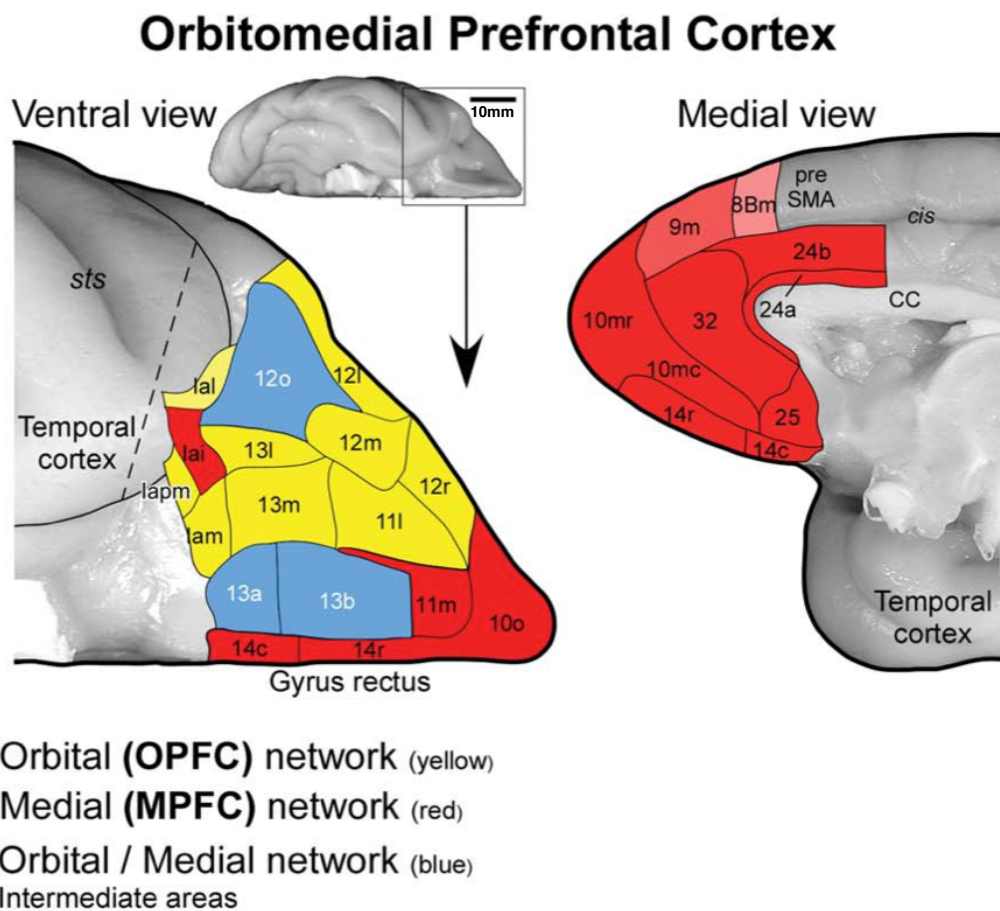 Orbitomedial Prefrontal Cortex
Ventral view
10mm
Medial view
sts
Temporal
cortex
Ial
Iai
Iapm
Iam
12o
12l
12m
12r
13l
13m
11l
13a
13b
11m
10o
14c
14r
Gyrus rectus
pre
SMA
8Bm
9m
cis
24b
24a
CC
10mr
32
10mc
14r
25
14c
Temporal
cortex
Orbital (OPFC) network (yellow)
Medial (MPFC) network (red)
Orbital / Medial network (blue)
Intermediate areas